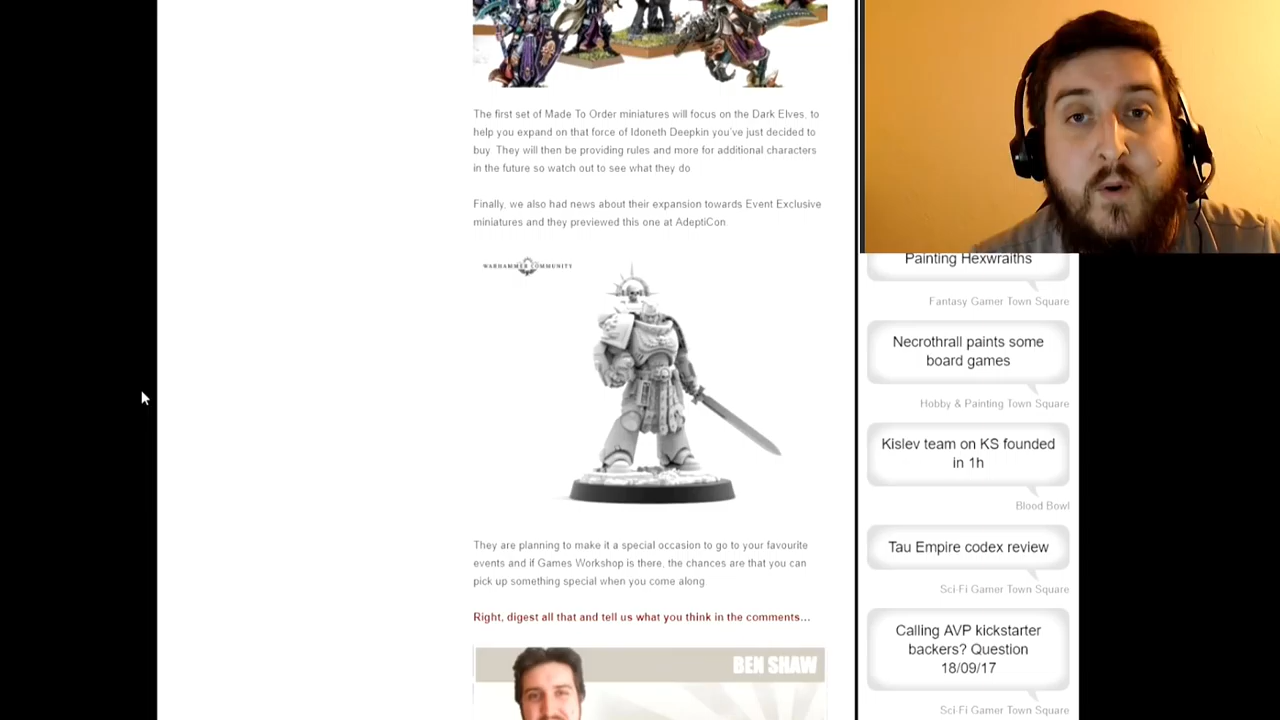 The first set of Made To Order miniatures will focus on the Dark Elves, to
help you expand on that force of Idoneth Deepkin you've just decided to
buy. They will then be providing rules and more for additional characters
in the future so watch out to see what they do
Finally, we also had news about their expansion towards Event Exclusive
miniatures and they previewed this one at AdeptiCon.
WARHAMMER COMMUNITY
They are planning to make it a special occasion to go to your favourite
events and if Games Workshop is there, the chances are that you can
pick up something special when you come along.
Right, digest all that and tell us what you think in the comments...
BEN SHAW
Painting Hexwraiths
Fantasy Gamer Town Square
Necrothrall paints some
board games
Hobby & Painting Town Square
Kislev team on KS founded
in 1h
Blood Bowl
Tau Empire codex review
Sci-Fi Gamer Town Square
Calling AVP kickstarter
backers? Question
18/09/17
Sci-Fi Gamer Town Square